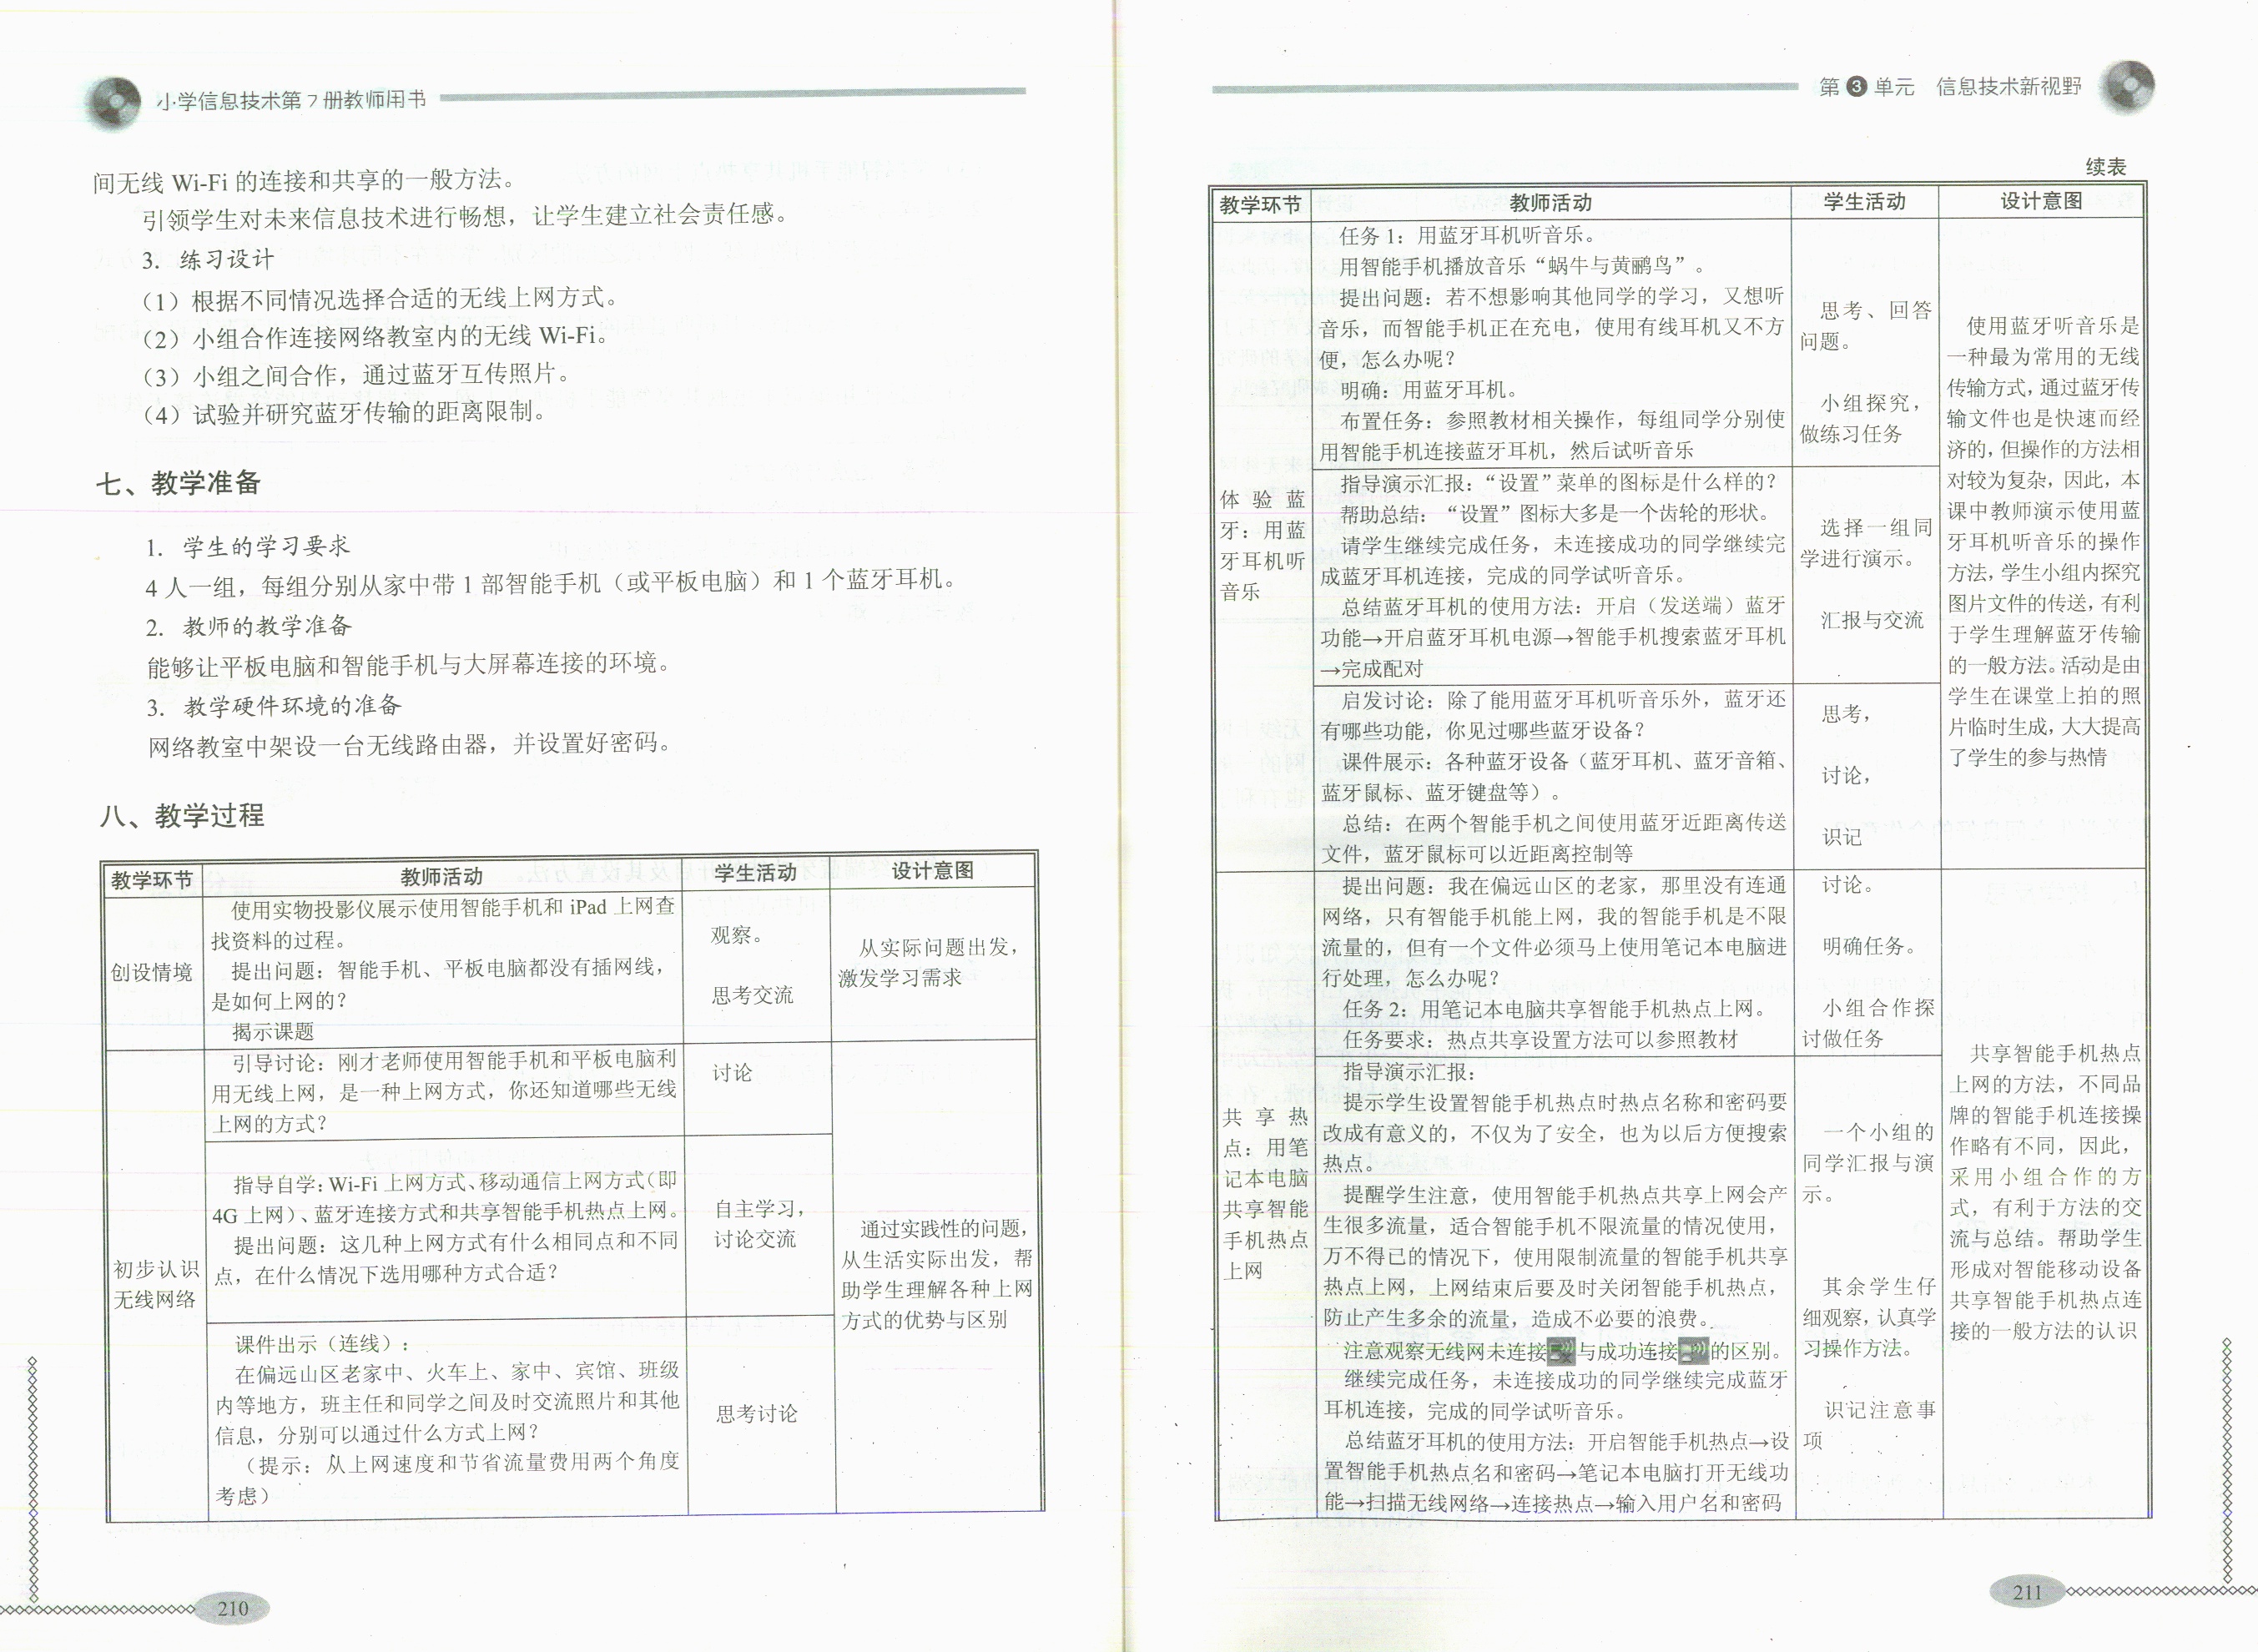 小学信息技术第7册教师用书
间无线 Wi-Fi 的连接和共享的一般方法。
引领学生对未来信息技术进行畅想，让学生建立社会责任感。
3. 练习设计
（1）根据不同情况选择合适的无线上网方式。
（2）小组合作连接网络教室内的无线 Wi-Fi。
（3）小组之间合作，通过蓝牙互传照片。
（4）试验并研究蓝牙传输的距离限制。
七、教学准备
1. 学生的学习要求
4 人一组，每组分别从家中带 1 部智能手机（或平板电脑）和 1 个蓝牙耳机。
2. 教师的教学准备
能够让平板电脑和智能手机与大屏幕连接的环境。
3. 教学硬件环境的准备
网络教室中架设一台无线路由器，并设置好密码。
八、教学过程
教学环节 教师活动 学生活动 设计意图
创设情境
使用实物投影仪展示使用智能手机和 iPad 上网查
找资料的过程。
提出问题：智能手机、平板电脑都没有插网线，
是如何上网的？
揭示课题
观察。
思考交流
从实际问题出发，
激发学习需求
初步认识
无线网络
引导讨论：刚才老师使用智能手机和平板电脑利
用无线上网，是一种上网方式，你还知道哪些无线
上网的方式？
讨论
指导自学：Wi-Fi 上网方式、移动通信上网方式（即
4G 上网）、蓝牙连接方式和共享智能手机热点上网。
提出问题：这几种上网方式有什么相同点和不同
点，在什么情况下选用哪种方式合适？
自主学习，
讨论交流
课件出示（连线）：
在偏远山区老家中、火车上、家中、宾馆、班级
内等地方，班主任和同学之间及时交流照片和其他
信息，分别可以通过什么方式上网？
（提示：从上网速度和节省流量费用两个角度
考虑）
思考讨论
通过实践性的问题，
从生活实际出发，帮
助学生理解各种上网
方式的优势与区别
210
第3单元 信息技术新视野
续表
教学环节 教师活动 学生活动 设计意图
体验蓝
牙：用蓝
牙耳机听
音乐
任务 1：用蓝牙耳机听音乐。
用智能手机播放音乐“蜗牛与黄鹂鸟”。
提出问题：若不想影响其他同学的学习，又想听
音乐，而智能手机正在充电，使用有线耳机又不方
便，怎么办呢？
明确：用蓝牙耳机。
布置任务：参照教材相关操作，每组同学分别使
用智能手机连接蓝牙耳机，然后试听音乐
思考、回答
问题。
小组探究，
做练习任务
指导演示汇报：“设置”菜单的图标是什么样的？
帮助总结：“设置”图标大多是一个齿轮的形状。
请学生继续完成任务，未连接成功的同学继续完
成蓝牙耳机连接，完成的同学试听音乐。
总结蓝牙耳机的使用方法：开启（发送端）蓝牙
功能→开启蓝牙耳机电源→智能手机搜索蓝牙耳机
→完成配对
选择一组同
学进行演示。
汇报与交流
启发讨论：除了能用蓝牙耳机听音乐外，蓝牙还
有哪些功能，你见过哪些蓝牙设备？
课件展示：各种蓝牙设备（蓝牙耳机、蓝牙音箱、
蓝牙鼠标、蓝牙键盘等）。
总结：在两个智能手机之间使用蓝牙近距离传送
文件，蓝牙鼠标可以近距离控制等
思考，
讨论，
识记
使用蓝牙听音乐是
一种最为常用的无线
传输方式，通过蓝牙传
输文件也是快速而经
济的，但操作的方法相
对较为复杂，因此，本
课中教师演示使用蓝
牙耳机听音乐的操作
方法，学生小组内探究
图片文件的传送，有利
于学生理解蓝牙传输
的一般方法。活动是由
学生在课堂上拍的照
片临时生成，大大提高
了学生的参与热情
共享热
点：用笔
记本电脑
共享智能
手机热点
上网
提出问题：我在偏远山区的老家，那里没有连通
网络，只有智能手机能上网，我的智能手机是不限
流量的，但有一个文件必须马上使用笔记本电脑进
行处理，怎么办呢？
任务 2：用笔记本电脑共享智能手机热点上网。
任务要求：热点共享设置方法可以参照教材
讨论。
明确任务。
小组合作探
讨做任务
指导演示汇报：
提示学生设置智能手机热点时热点名称和密码要
改成有意义的，不仅为了安全，也为以后方便搜索
热点。
提醒学生注意，使用智能手机热点共享上网会产
生很多流量，适合智能手机不限流量的情况使用，
万不得已的情况下，使用限制流量的智能手机共享
热点上网，上网结束后要及时关闭智能手机热点，
防止产生多余的流量，造成不必要的浪费。
注意观察无线网未连接与成功连接的区别。
继续完成任务，未连接成功的同学继续完成蓝牙
耳机连接，完成的同学试听音乐。
总结蓝牙耳机的使用方法：开启智能手机热点→设
置智能手机热点名和密码→笔记本电脑打开无线功
能→扫描无线网络→连接热点→输入用户名和密码
一个小组的
同学汇报与演
示。
其余学生仔
细观察，认真学
习操作方法。
识记注意事
项
共享智能手机热点
上网的方法，不同品
牌的智能手机连接操
作略有不同，因此，
采用小组合作的方
式，有利于方法的交
流与总结。帮助学生
形成对智能移动设备
共享智能手机热点连
接的一般方法的认识
211